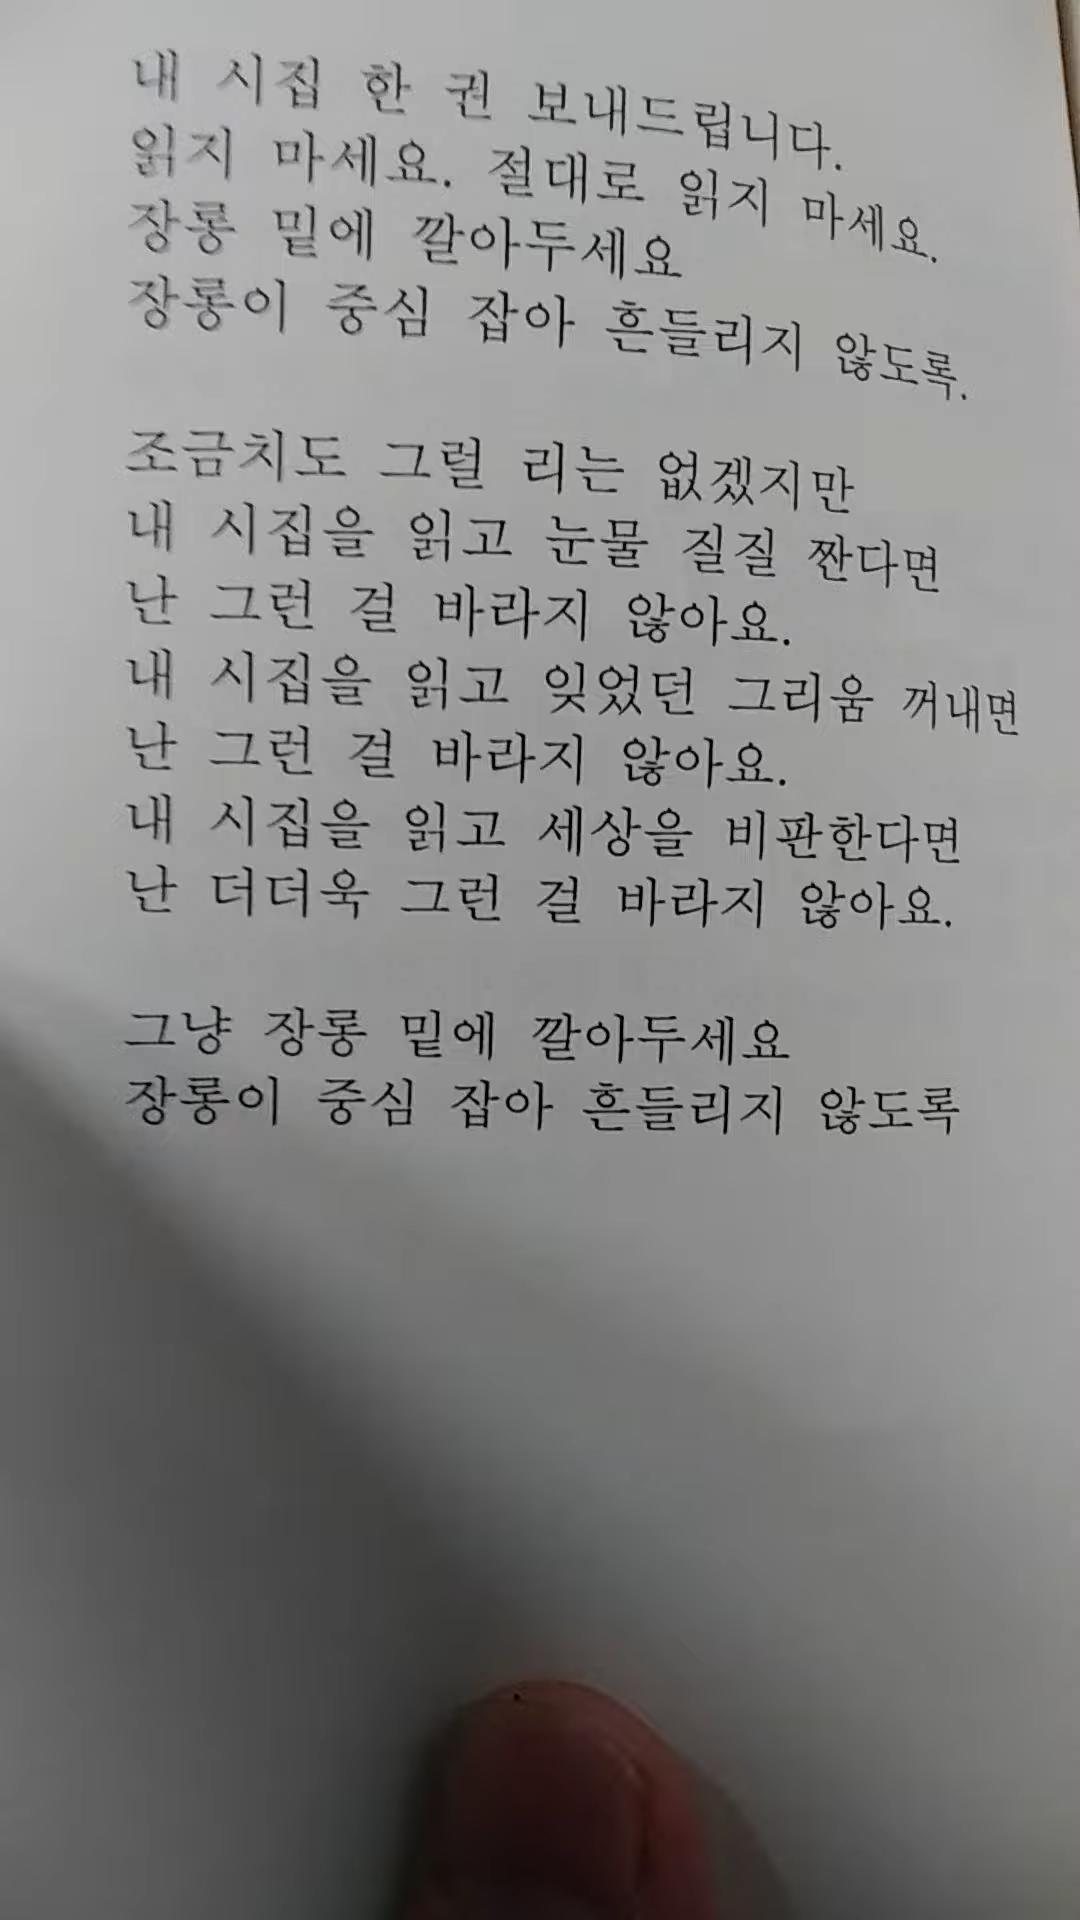 내 시집 한 권 보내드립니다.
읽지 마세요. 절대로 읽지 마세요.
장롱 밑에 깔아두세요
장롱이 중심 잡아 흔들리지 않도록.
조금치도 그럴 리는 없겠지만
내 시집을 읽고 눈물 질질 짠다면
난 그런 걸 바라지 않아요.
내 시집을 읽고 잊었던 그리움 꺼내면
난 그런 걸 바라지 않아요.
내 시집을 읽고 세상을 비판한다면
난 더더욱 그런 걸 바라지 않아요.
그냥 장롱 밑에 깔아두세요
장롱이 중심 잡아 흔들리지 않도록